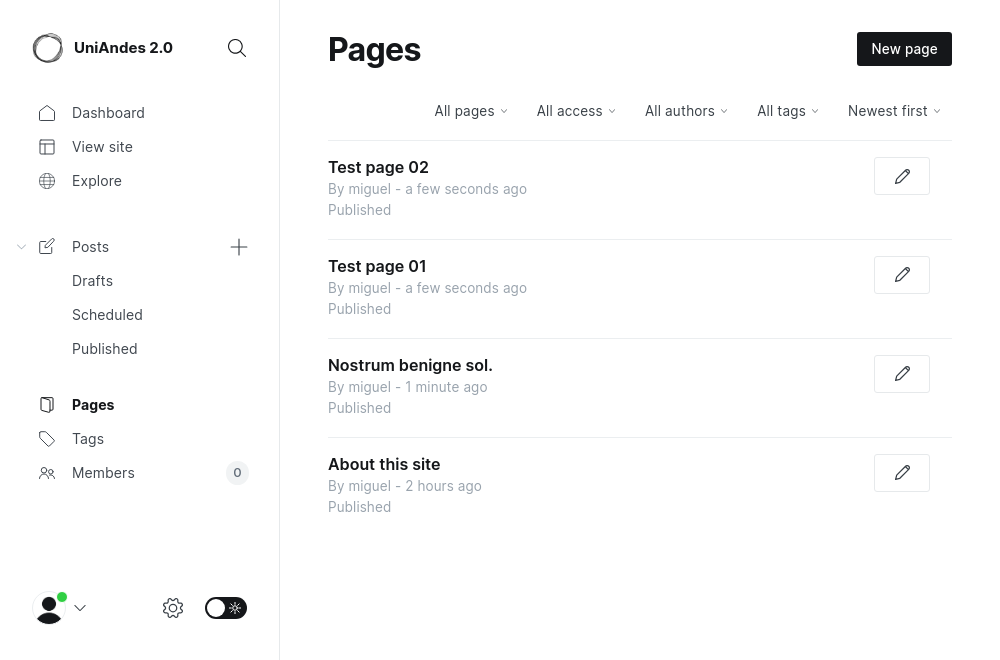 UniAndes 2.0
Dashboard
View site
Explore
Posts
Drafts
Scheduled
Published
Pages
Tags
Members 0
Pages
New page
All pages All access All authors All tags Newest first
Test page 02
By miguel - a few seconds ago
Published
Test page 01
By miguel - a few seconds ago
Published
Nostrum benigne sol.
By miguel - 1 minute ago
Published
About this site
By miguel - 2 hours ago
Published